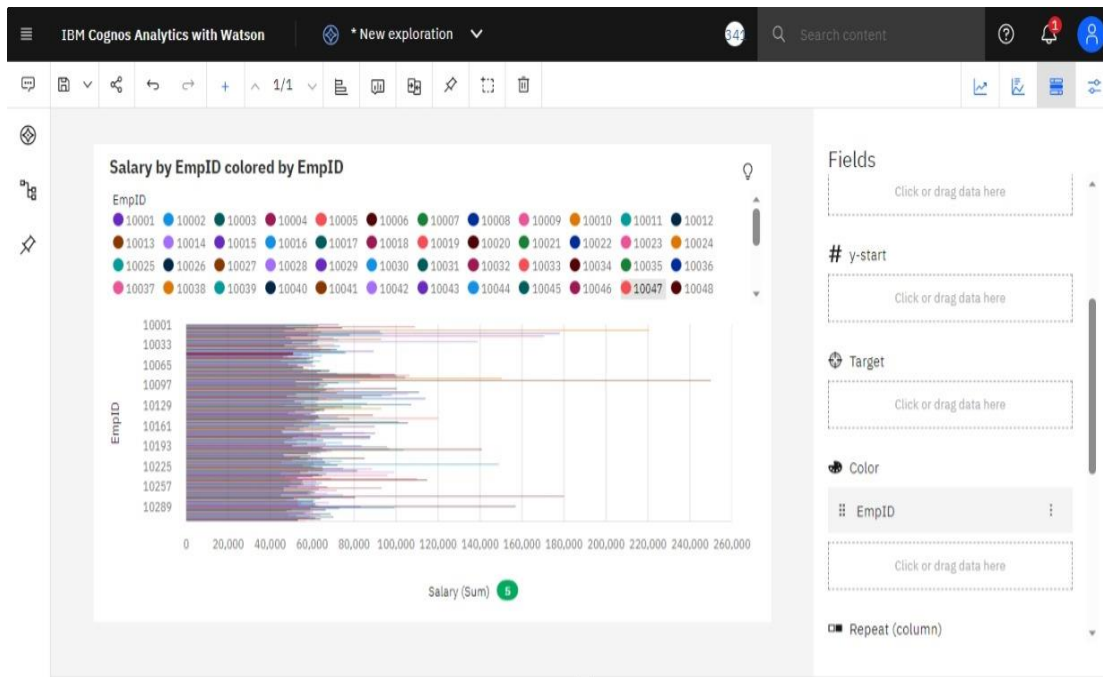 IBM Cognos Analytics with Watson
* New exploration
341
Search content
1
1/1
Salary by EmpID colored by EmpID
EmpID
10001 10002 10003 10004 10005 10006 10007 10008 10009 10010 10011 10012
10013 10014 10015 10016 10017 10018 10019 10020 10021 10022 10023 10024
10025 10026 10027 10028 10029 10030 10031 10032 10033 10034 10035 10036
10037 10038 10039 10040 10041 10042 10043 10044 10045 10046 10047 10048
EmpID
10001
10033
10065
10097
10129
10161
10193
10225
10257
10289
0 20,000 40,000 60,000 80,000 100,000 120,000 140,000 160,000 180,000 200,000 220,000 240,000 260,000
Salary (Sum) 5
Fields
Click or drag data here
# y-start
Click or drag data here
Target
Click or drag data here
Color
EmpID
Click or drag data here
Repeat (column)